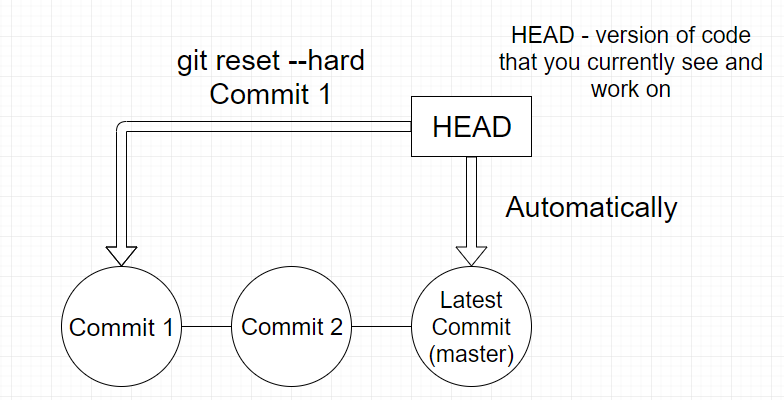 git reset --hard
Commit 1
HEAD - version of code
that you currently see and
work on
HEAD
Automatically
Commit 1
Commit 2
Latest
Commit
(master)